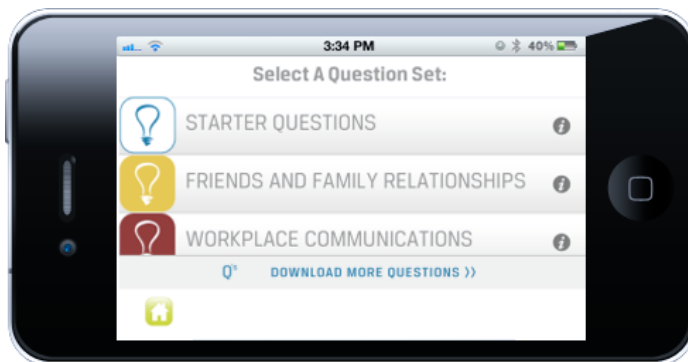 3:34 PM 40%
Select A Question Set:
STARTER QUESTIONS
FRIENDS AND FAMILY RELATIONSHIPS
WORKPLACE COMMUNICATIONS
Q's DOWNLOAD MORE QUESTIONS ⟩⟩